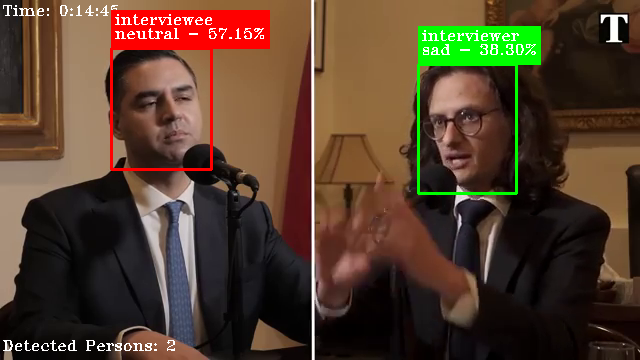 Time: 0:14:45
interviewee
neutral - 57.15%
interviewer
sad - 38.30%
T
Detected Persons: 2